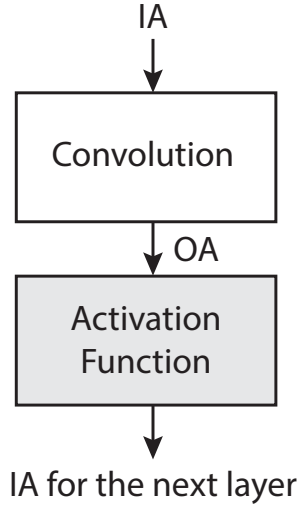 IA
Convolution
OA
Activation
Function
IA for the next layer